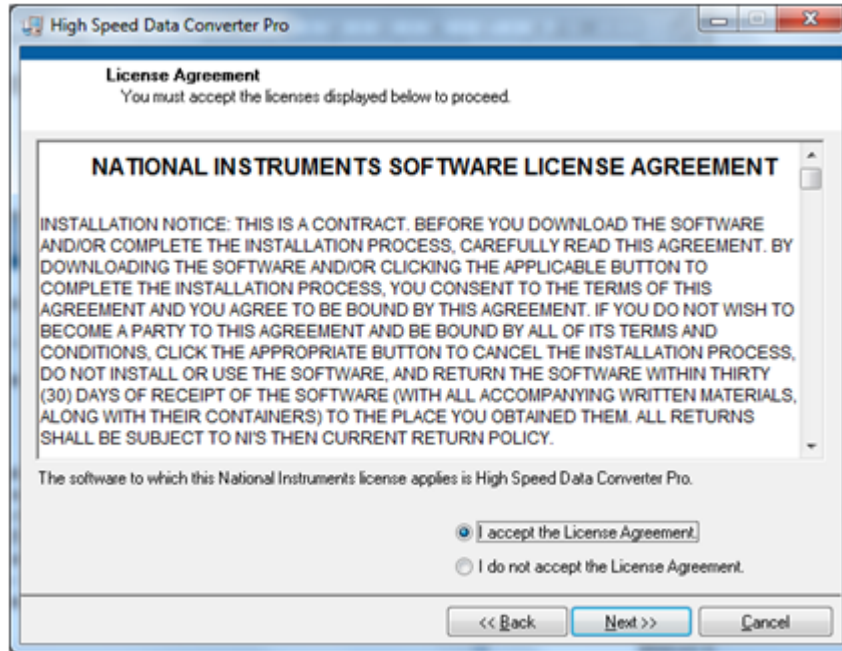 High Speed Data Converter Pro
License Agreement
You must accept the licenses displayed below to proceed.
NATIONAL INSTRUMENTS SOFTWARE LICENSE AGREEMENT
INSTALLATION NOTICE: THIS IS A CONTRACT. BEFORE YOU DOWNLOAD THE SOFTWARE
AND/OR COMPLETE THE INSTALLATION PROCESS, CAREFULLY READ THIS AGREEMENT. BY
DOWNLOADING THE SOFTWARE AND/OR CLICKING THE APPLICABLE BUTTON TO
COMPLETE THE INSTALLATION PROCESS, YOU CONSENT TO THE TERMS OF THIS
AGREEMENT AND YOU AGREE TO BE BOUND BY THIS AGREEMENT. IF YOU DO NOT WISH TO
BECOME A PARTY TO THIS AGREEMENT AND BE BOUND BY ALL OF ITS TERMS AND
CONDITIONS, CLICK THE APPROPRIATE BUTTON TO CANCEL THE INSTALLATION PROCESS,
DO NOT INSTALL OR USE THE SOFTWARE, AND RETURN THE SOFTWARE WITHIN THIRTY
(30) DAYS OF RECEIPT OF THE SOFTWARE (WITH ALL ACCOMPANYING WRITTEN MATERIALS,
ALONG WITH THEIR CONTAINERS) TO THE PLACE YOU OBTAINED THEM. ALL RETURNS
SHALL BE SUBJECT TO NI'S THEN CURRENT RETURN POLICY.
The software to which this National Instruments license applies is High Speed Data Converter Pro.
I accept the License Agreement.
I do not accept the License Agreement.
<< Back Next >> Cancel